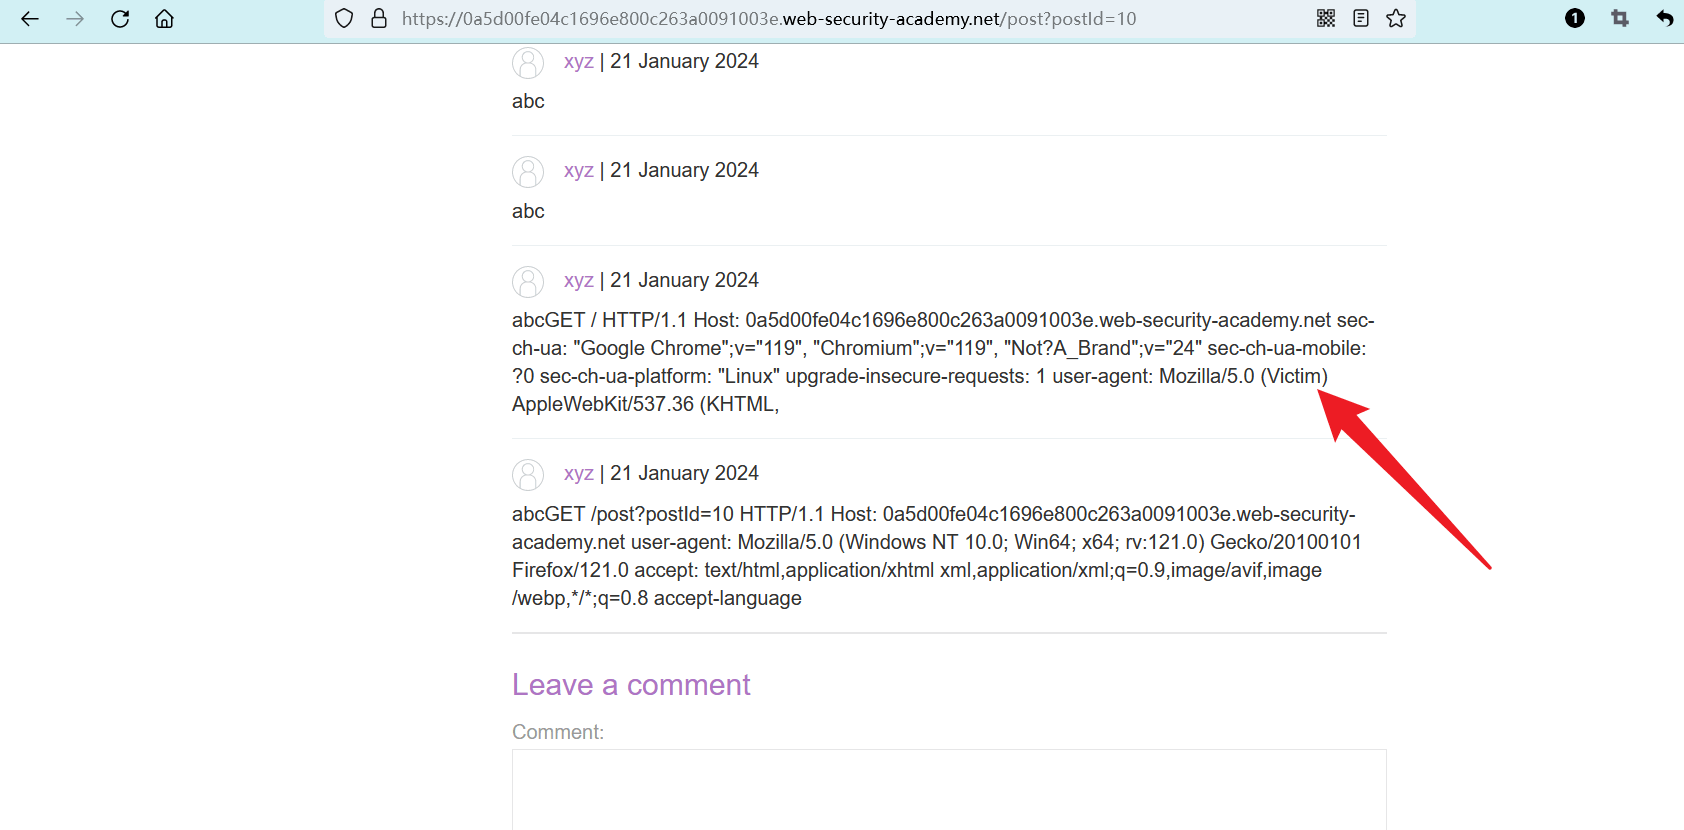 https://0a5d00fe04c1696e800c263a0091003e.web-security-academy.net/post?postId=10
1
xyz | 21 January 2024
abc
xyz | 21 January 2024
abc
xyz | 21 January 2024
abcGET / HTTP/1.1 Host: 0a5d00fe04c1696e800c263a0091003e.web-security-academy.net sec-
ch-ua: "Google Chrome";v="119", "Chromium";v="119", "Not?A_Brand";v="24" sec-ch-ua-mobile:
?0 sec-ch-ua-platform: "Linux" upgrade-insecure-requests: 1 user-agent: Mozilla/5.0 (Victim)
AppleWebKit/537.36 (KHTML,
xyz | 21 January 2024
abcGET /post?postId=10 HTTP/1.1 Host: 0a5d00fe04c1696e800c263a0091003e.web-security-
academy.net user-agent: Mozilla/5.0 (Windows NT 10.0; Win64; x64; rv:121.0) Gecko/20100101
Firefox/121.0 accept: text/html,application/xhtml xml,application/xml;q=0.9,image/avif,image
/webp,*/*;q=0.8 accept-language
Leave a comment
Comment: